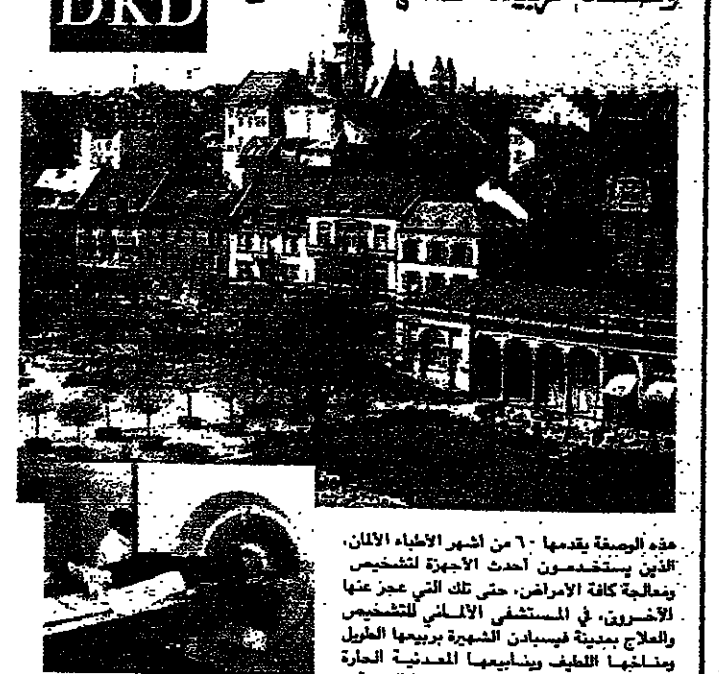 DKD
هذه الوصفة يقدمها ٦٠ من أشهر الأطباء الألمان،
الذين يستخدمون أحدث الأجهزة لتشخيص
ومعالجة كافة الامراض، حتى تلك التي عجز عنها
الآخرون، في المستشفى الألماني للتشخيص
والعلاج بمدينة فيسبادن الشهيرة بربيعها الطويل
ومناخها اللطيف وينابيعها المعدنية الحارة